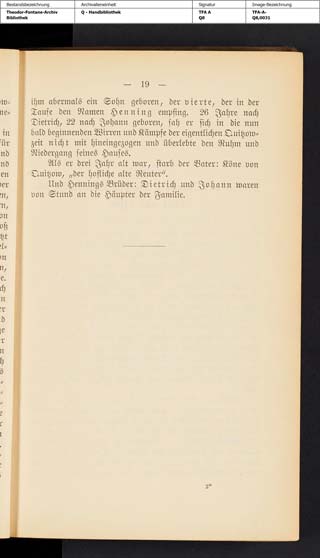 Bestandsbezeichnung
Theodor-Fontane-Archiv
Bibliothek
Archivalieneinheit
Q - Handbibliothek
Signatur
TFA A
Q8
Image-Bezeichnung
TFA-A-
Q8,0031
— 19 —
ihm abermals ein Sohn geboren, der vierte, der in der
Taufe den Namen Henning empfing. 26 Jahre nach
Dietrich, 22 nach Johann geboren, sah er sich in die nun
bald beginnenden Wirren und Kämpfe der eigentlichen Quitzow-
zeit nicht mit hineingezogen und überlebte den Ruhm und
Niedergang seines Hauses.
Als er drei Jahr alt war, starb der Vater: Köne von
Quitzow, „der hofliche alte Reuter“.
Und Hennings Brüder: Dietrich und Johann waren
von Stund an die Häupter der Familie.
2*